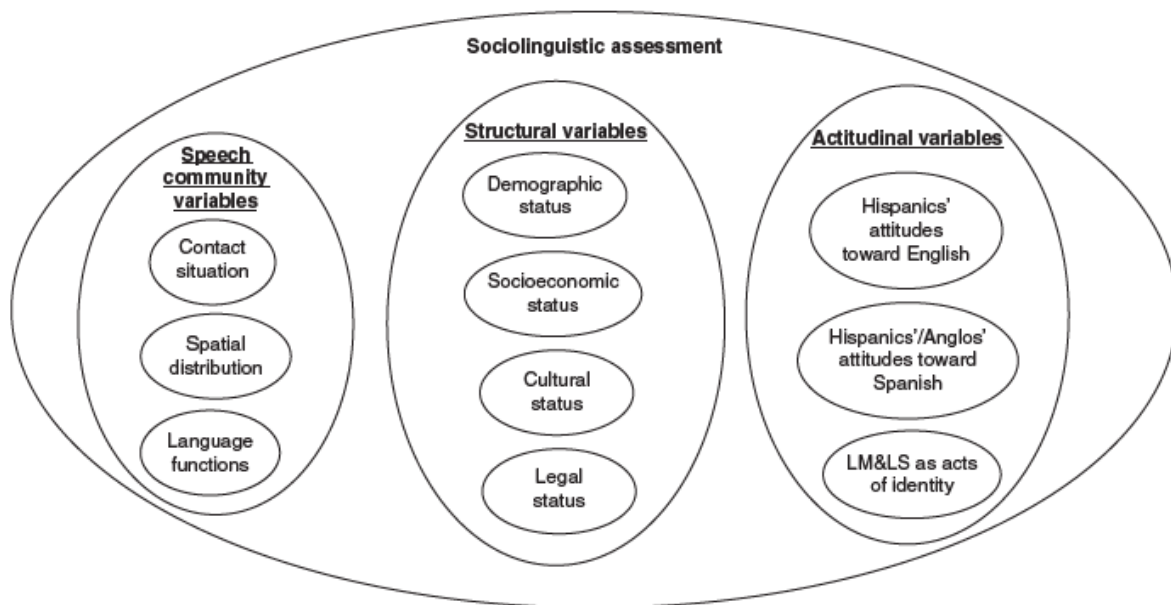 Sociolinguistic assessment
Speech
community
variables
Contact
situation
Spatial
distribution
Language
functions
Structural variables
Demographic
status
Socioeconomic
status
Cultural
status
Legal
status
Actitudinal variables
Hispanics'
attitudes
toward English
Hispanics'/Anglos'
attitudes toward
Spanish
LM&LS as acts
of identity